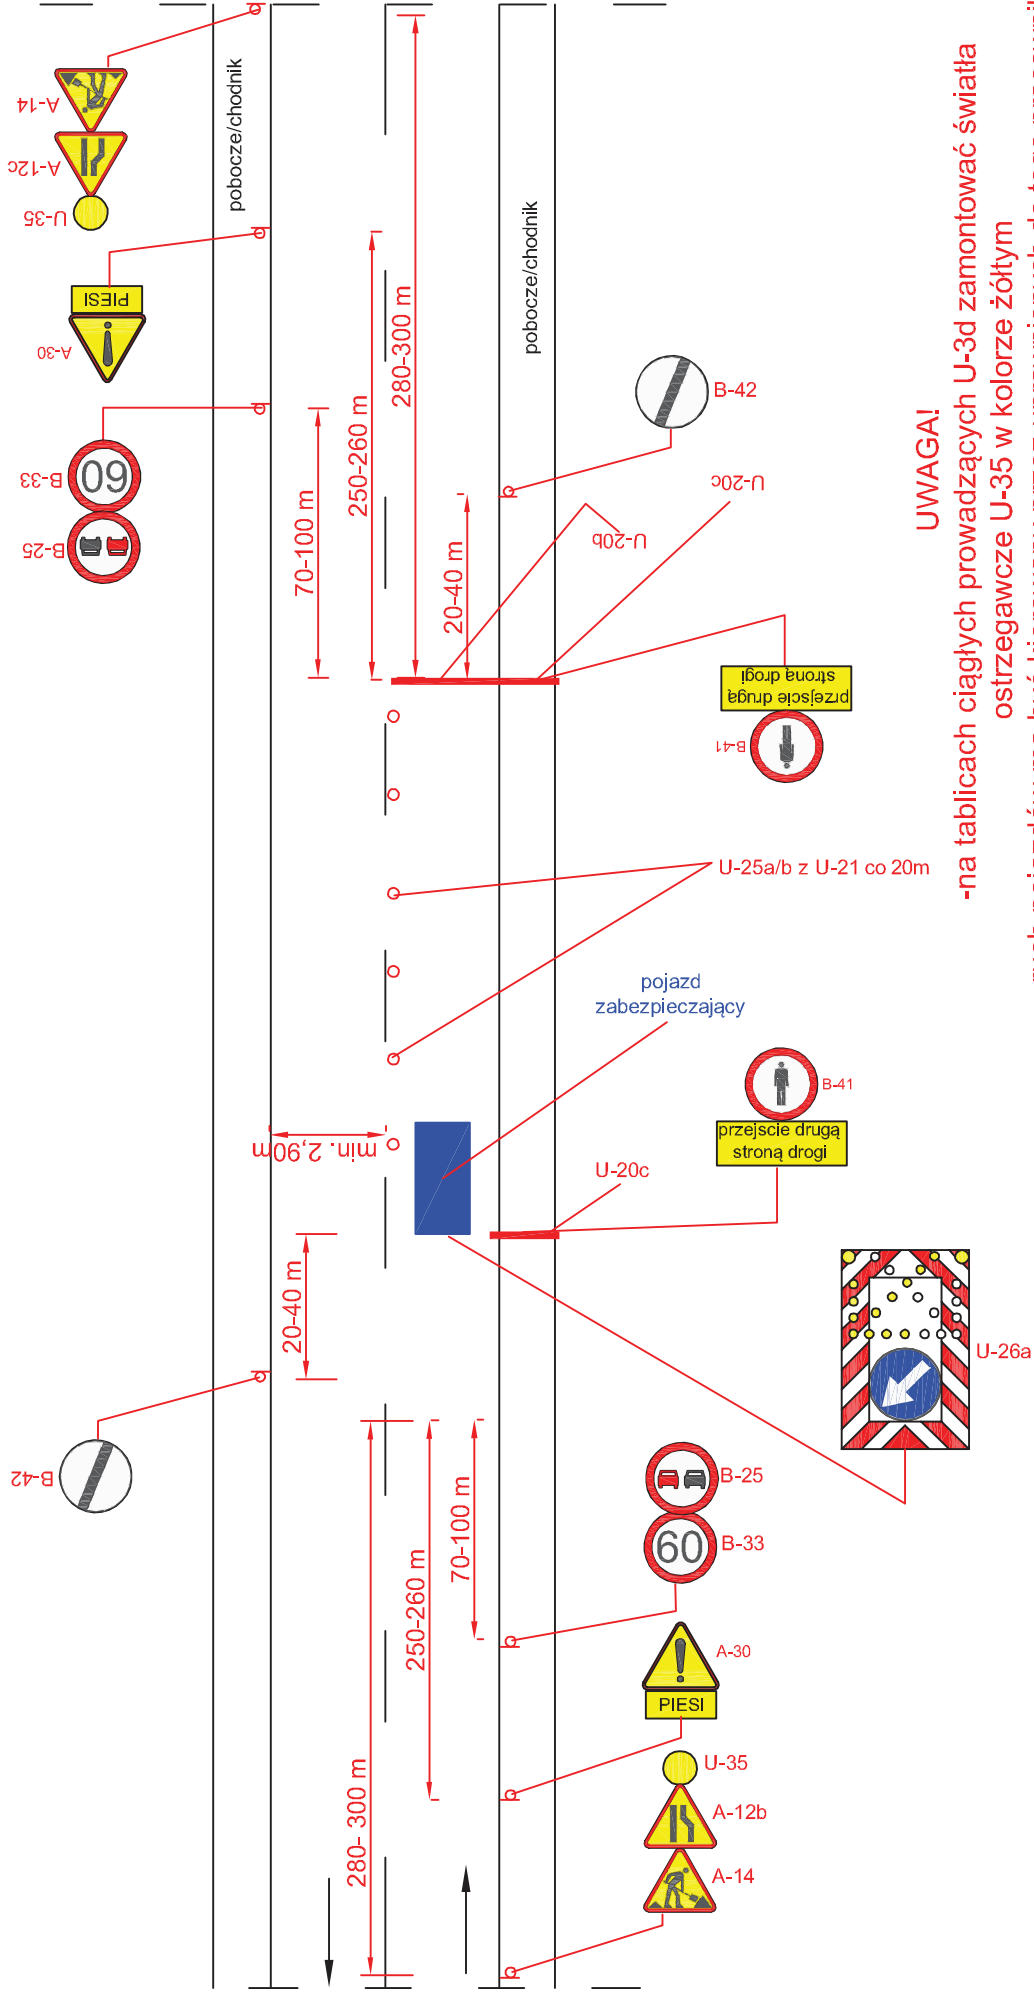 A-14
A-12c
U-35
pobocze/chodnik
PIESI
A-30
280-300 m
250-260 m
pobocze/chodnik
B-33
60
B-25
B-42
70-100 m
20-40 m
U-20c
U-20b
przejscie drugą
stroną drogi
B-41
UWAGA!
-na tablicach ciągłych prowadzących U-3d zamontować światła
ostrzegawcze U-35 w kolorze żółtym
U-25a/b z U-21 co 20m
pojazd
zabezpieczający
B-41
przejscie drugą
stroną drogi
min. 2,90m
U-20c
20-40 m
U-26a
B-42
B-25
60
B-33
70-100 m
250-260 m
A-30
PIESI
280- 300 m
U-35
A-12b
A-14